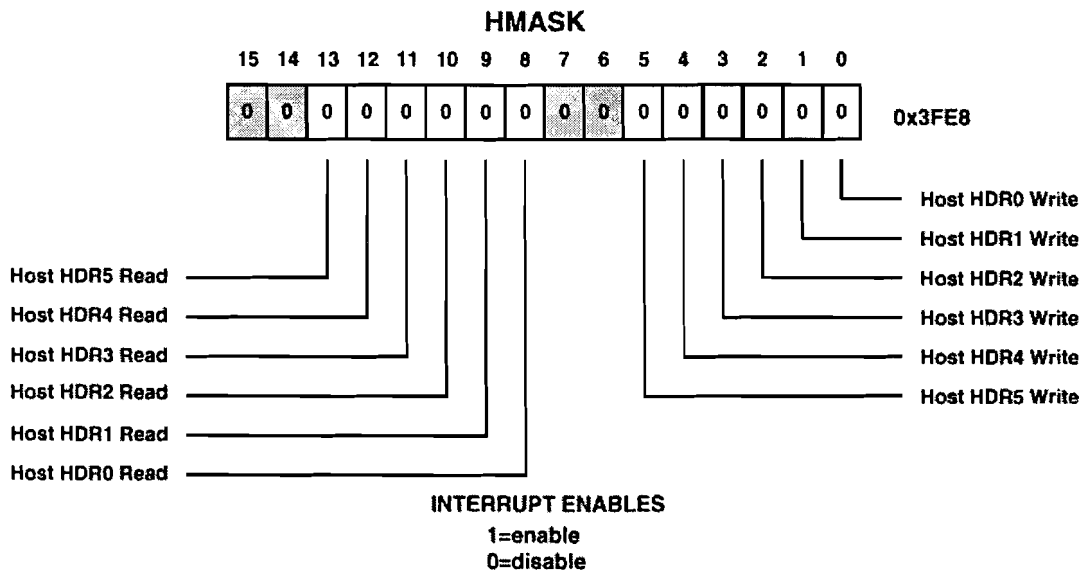 HMASK
15 14 13 12 11 10 9 8 7 6 5 4 3 2 1 0
0 0 0 0 0 0 0 0 0 0 0 0 0 0 0 0 0x3FE8
Host HDR0 Write
Host HDR1 Write
Host HDR5 Read Host HDR2 Write
Host HDR4 Read Host HDR3 Write
Host HDR3 Read Host HDR4 Write
Host HDR2 Read Host HDR5 Write
Host HDR1 Read
Host HDR0 Read
INTERRUPT ENABLES
1=enable
0=disable